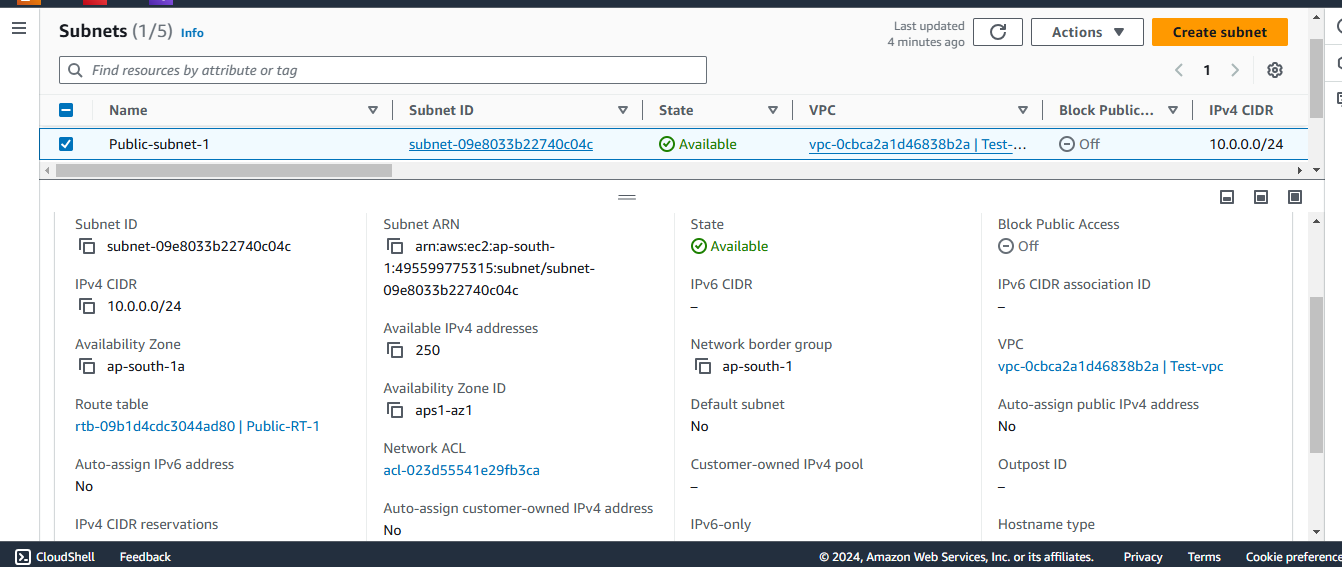 Subnets (1/5) Info
Last updated
4 minutes ago
Actions
Create subnet
Find resources by attribute or tag
1
Name Subnet ID State VPC Block Public... IPv4 CIDR
Public-subnet-1 subnet-09e8033b22740c04c Available vpc-0cbca2a1d46838b2a | Test-... Off 10.0.0.0/24
Subnet ID
subnet-09e8033b22740c04c
IPv4 CIDR
10.0.0.0/24
Availability Zone
ap-south-1a
Route table
rtb-09b1d4cdc3044ad80 | Public-RT-1
Auto-assign IPv6 address
No
IPv4 CIDR reservations
Subnet ARN
arn:aws:ec2:ap-south-
1:495599775315:subnet/subnet-
09e8033b22740c04c
Available IPv4 addresses
250
Availability Zone ID
aps1-az1
Network ACL
acl-023d55541e29fb3ca
Auto-assign customer-owned IPv4 address
No
State
Available
IPv6 CIDR
–
Network border group
ap-south-1
Default subnet
No
Customer-owned IPv4 pool
–
IPv6-only
Block Public Access
Off
IPv6 CIDR association ID
–
VPC
vpc-0cbca2a1d46838b2a | Test-vpc
Auto-assign public IPv4 address
No
Outpost ID
–
Hostname type
CloudShell Feedback © 2024, Amazon Web Services, Inc. or its affiliates. Privacy Terms Cookie preference